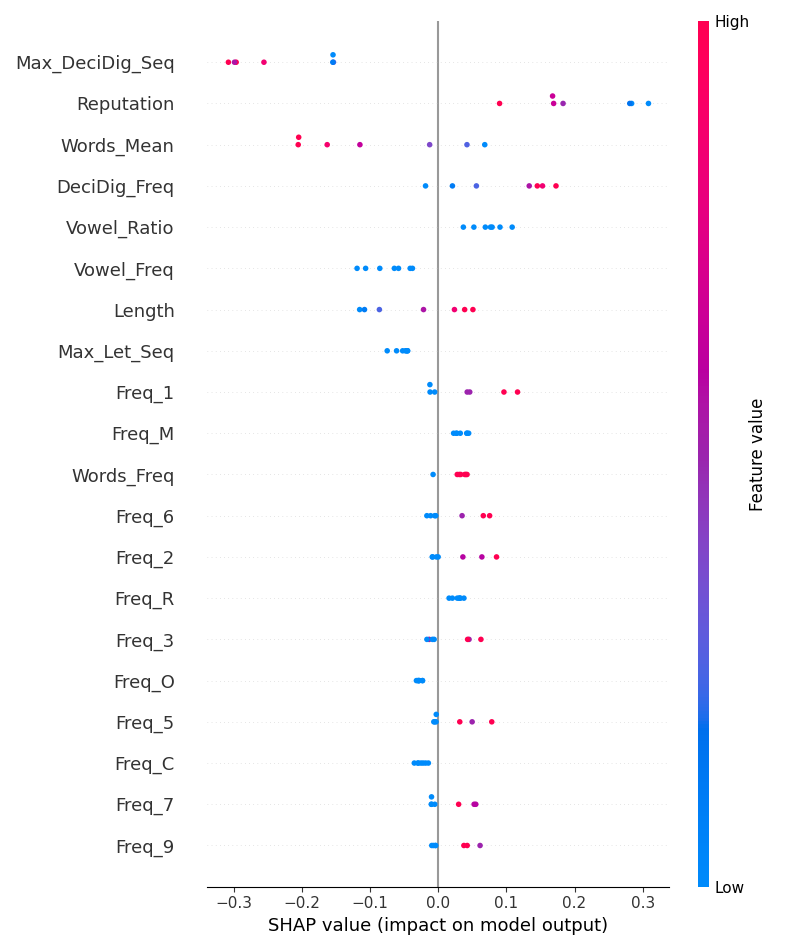 High
Max_DeciDig_Seq
Reputation
Words_Mean
DeciDig_Freq
Vowel_Ratio
Vowel_Freq
Length
Max_Let_Seq
Freq_1
Freq_M
Words_Freq
Freq_6
Freq_2
Freq_R
Freq_3
Freq_O
Freq_5
Freq_C
Freq_7
Freq_9
Feature value
Low
−0.3 −0.2 −0.1 0.0 0.1 0.2 0.3
SHAP value (impact on model output)